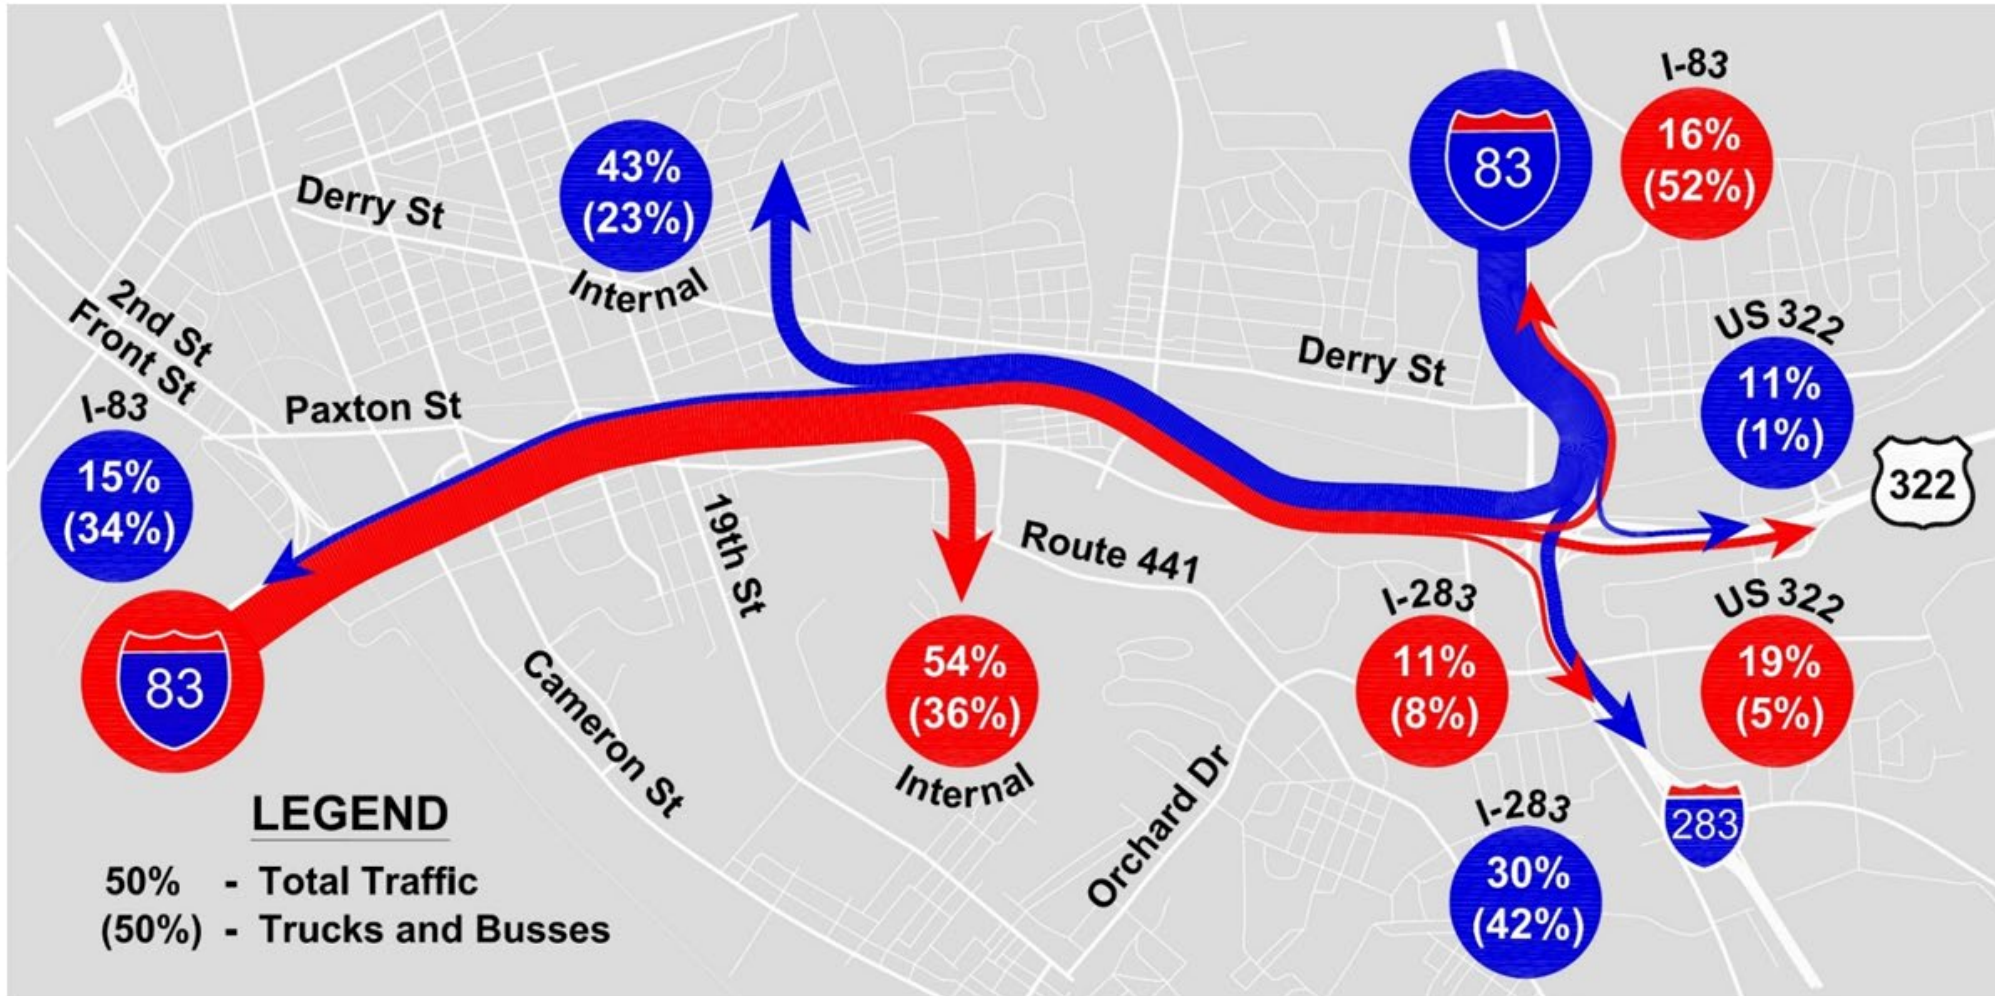 I-83
16%
(52%)
83
43%
(23%)
Internal
Derry St
2nd St
Front St
US 322
11%
(1%)
Derry St
I-83
15%
(34%)
Paxton St
322
19th St
Route 441
83
54%
(36%)
Internal
I-283
11%
(8%)
US 322
19%
(5%)
Cameron St
Orchard Dr
I-283
30%
(42%)
283
LEGEND
50% - Total Traffic
(50%) - Trucks and Busses